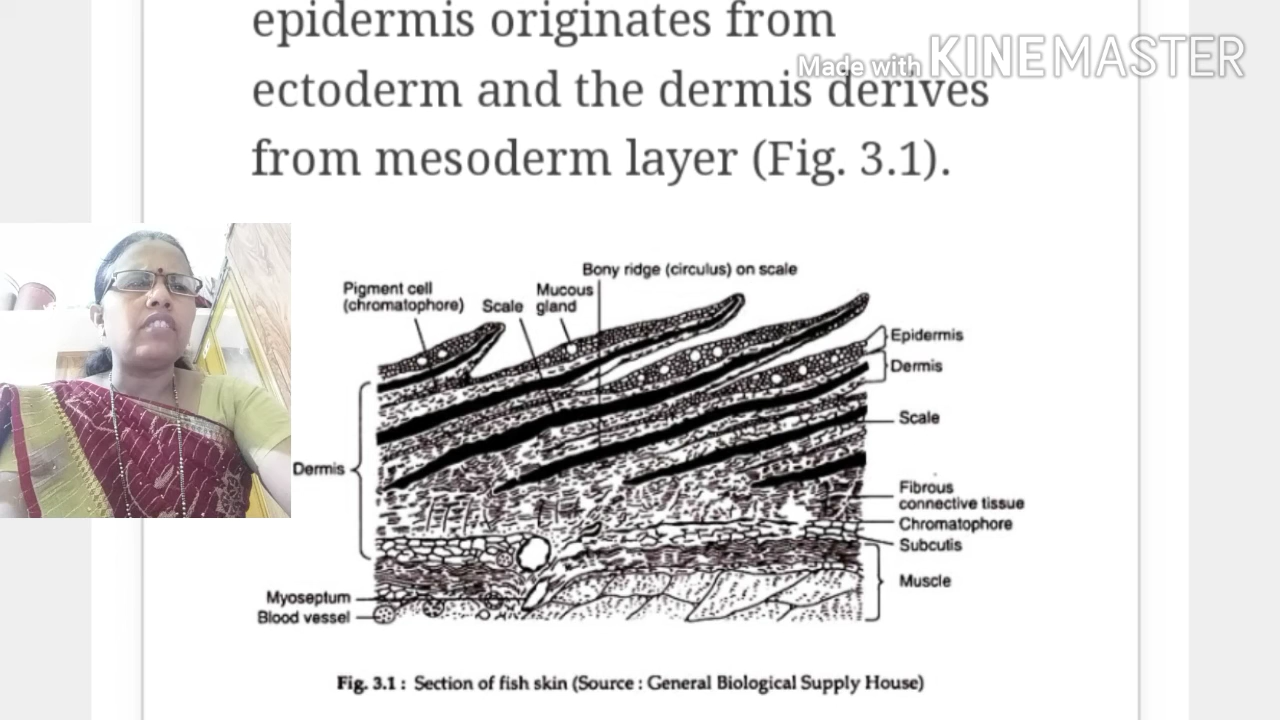 epidermis originates from
Made with KINEMASTER
ectoderm and the dermis derives
from mesoderm layer (Fig. 3.1).
Bony ridge (circulus) on scale
Pigment cell
(chromatophore)
Scale
Mucous
gland
Epidermis
Dermis
Scale
Dermis
Fibrous
connective tissue
Chromatophore
Subcutis
Muscle
Myoseptum
Blood vessel
Fig. 3.1 : Section of fish skin (Source : General Biological Supply House)